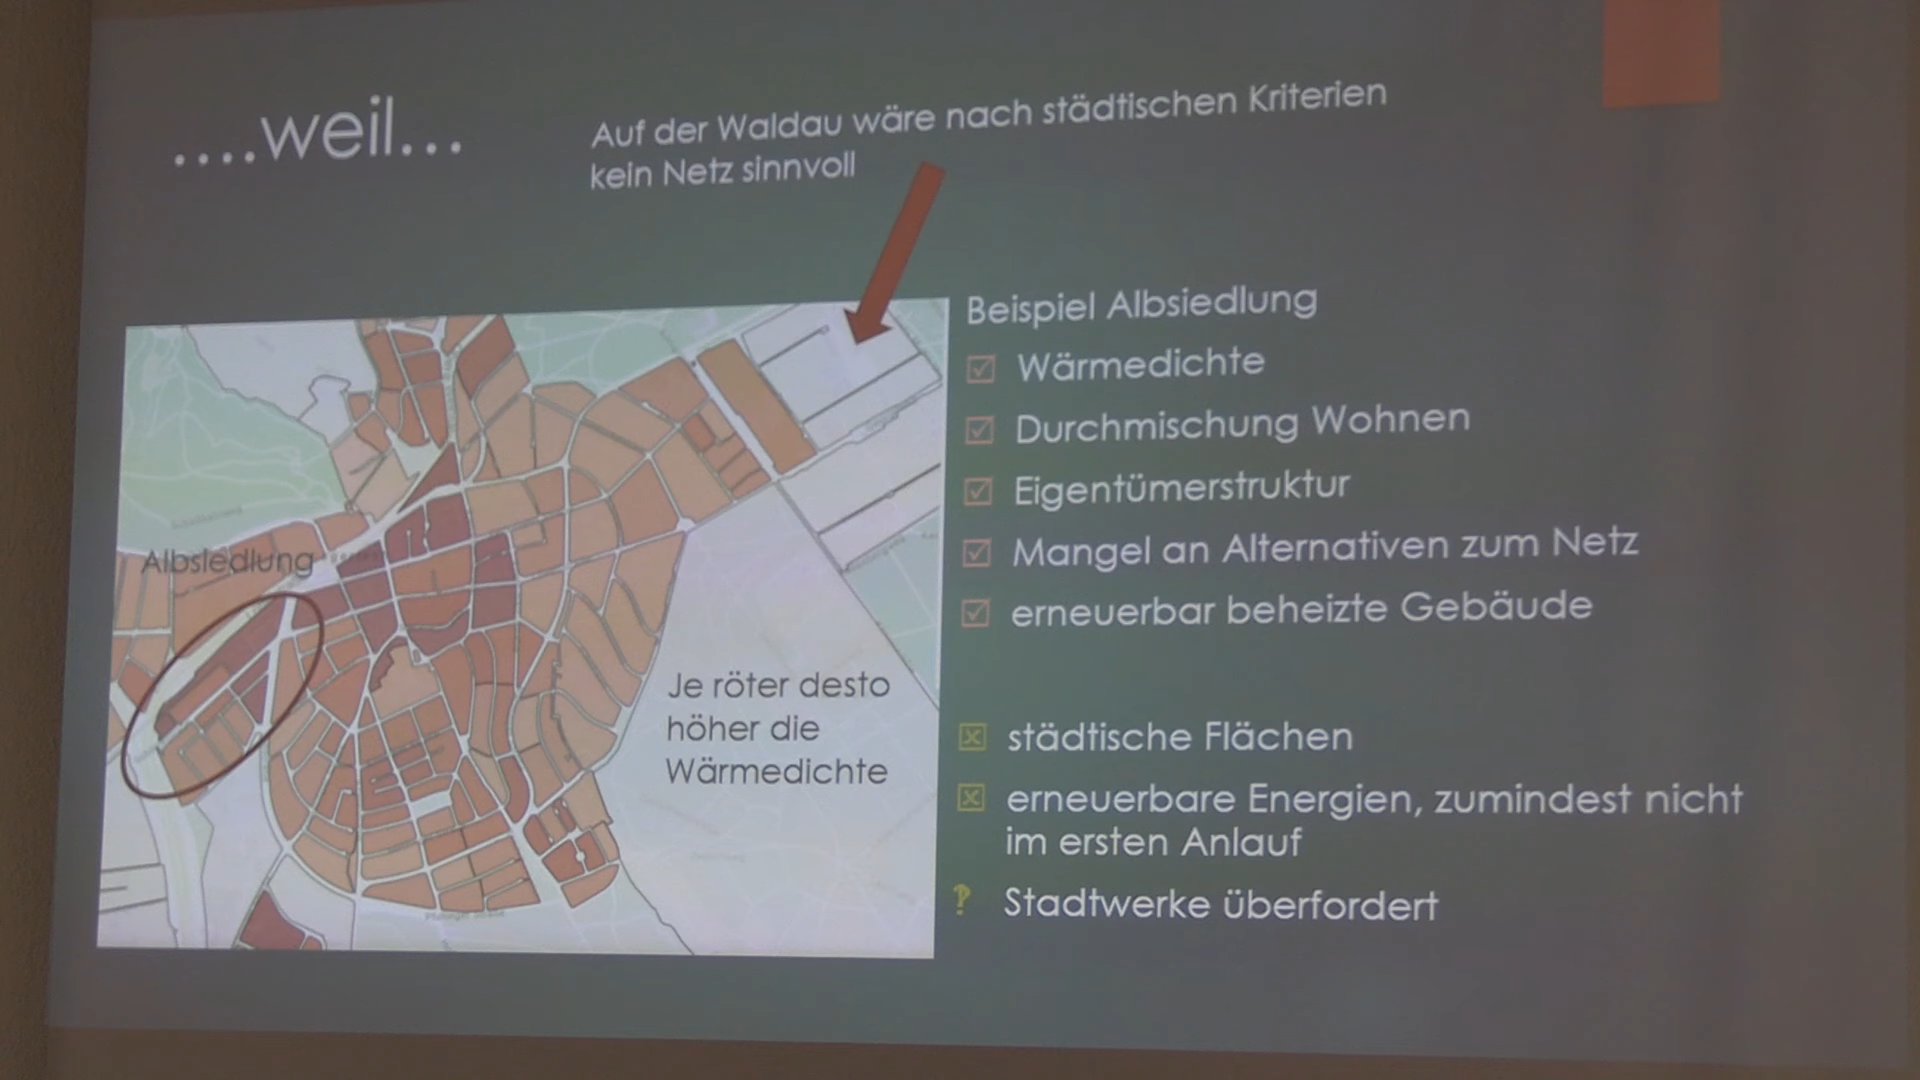 ....weil...
Auf der Waldau wäre nach städtischen Kriterien
kein Netz sinnvoll
Albsiedlung
Je röter desto
höher die
Wärmedichte
Beispiel Albsiedlung
Wärmedichte
Durchmischung Wohnen
Eigentümerstruktur
Mangel an Alternativen zum Netz
erneuerbar beheizte Gebäude
städtische Flächen
erneuerbare Energien, zumindest nicht
im ersten Anlauf
? Stadtwerke überfordert